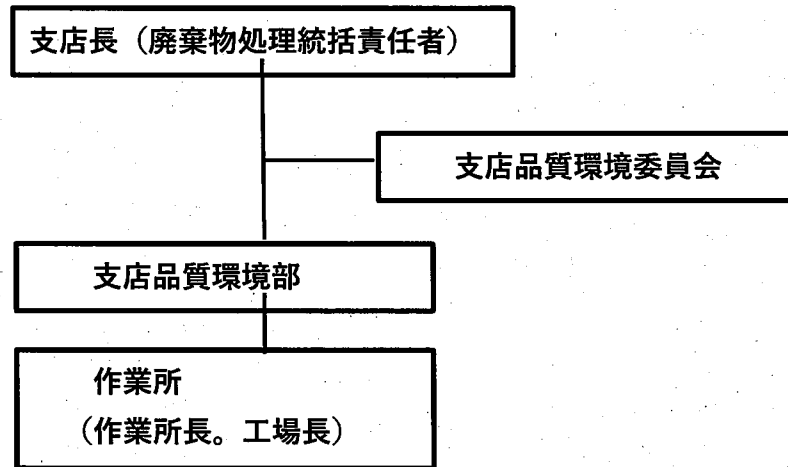 支店長（廃棄物処理統括責任者）
支店品質環境委員会
支店品質環境部
作業所
（作業所長。工場長）